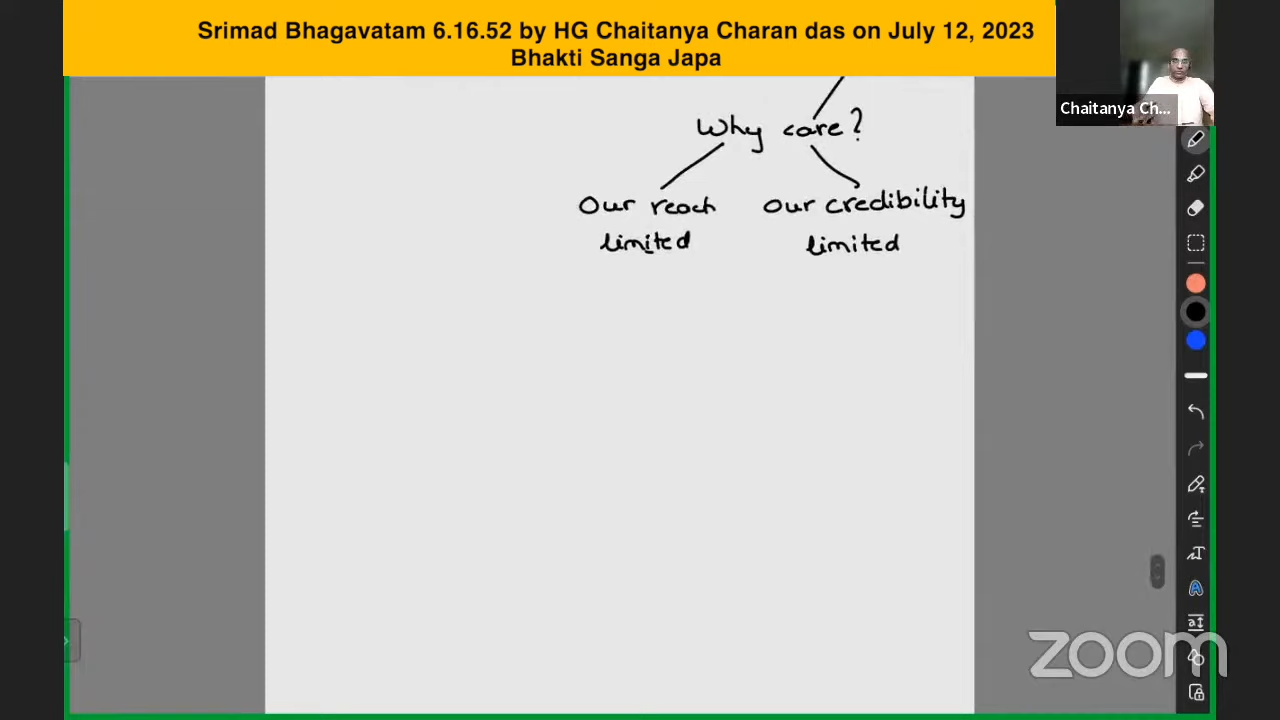 Srimad Bhagavatam 6.16.52 by HG Chaitanya Charan das on July 12, 2023
Bhakti Sanga Japa
Chaitanya Ch...
Why care?
Our reach our credibility
limited limited
zoom